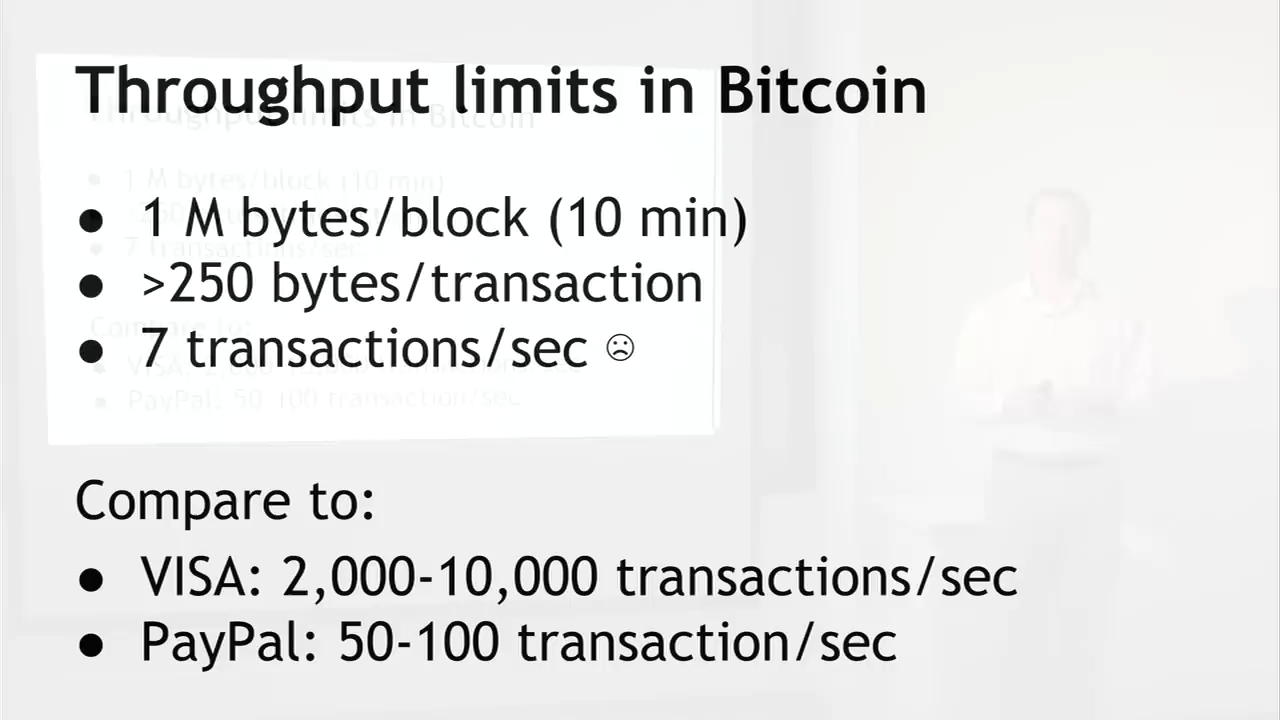 Throughput limits in Bitcoin
● 1 M bytes/block (10 min)
● >250 bytes/transaction
● 7 transactions/sec ☹
Compare to:
● VISA: 2,000-10,000 transactions/sec
● PayPal: 50-100 transaction/sec